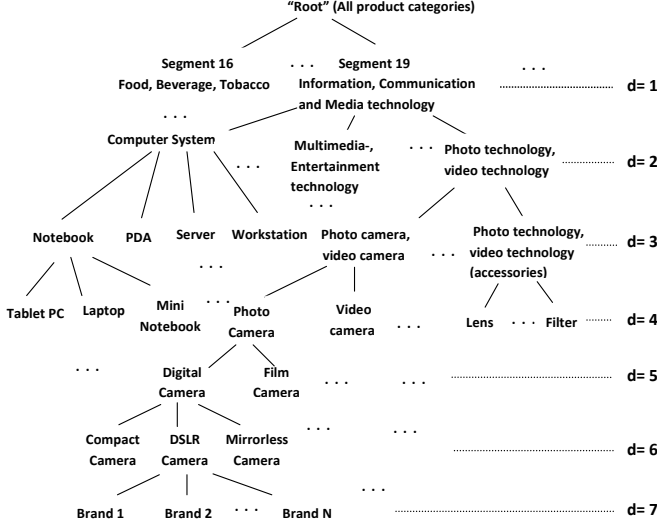 “Root” (All product categories)
Segment 16
Food, Beverage, Tobacco
. . .
Segment 19
Information, Communication
and Media technology
. . .
d= 1
. . .
Computer System
. . .
Multimedia-,
Entertainment
technology
. . .
Photo technology,
video technology
d= 2
. . .
Notebook
PDA
Server
Workstation
Photo camera,
video camera
. . .
Photo technology,
video technology
(accessories)
d= 3
. . .
Tablet PC
Laptop
Mini
Notebook
. . .
Photo
Camera
Video
camera
. . .
Lens
. . .
Filter
d= 4
. . .
Digital
Camera
Film
Camera
. . .
. . .
d= 5
Compact
Camera
DSLR
Camera
Mirrorless
Camera
. . .
. . .
d= 6
. . .
Brand 1
Brand 2
. . .
Brand N
d= 7